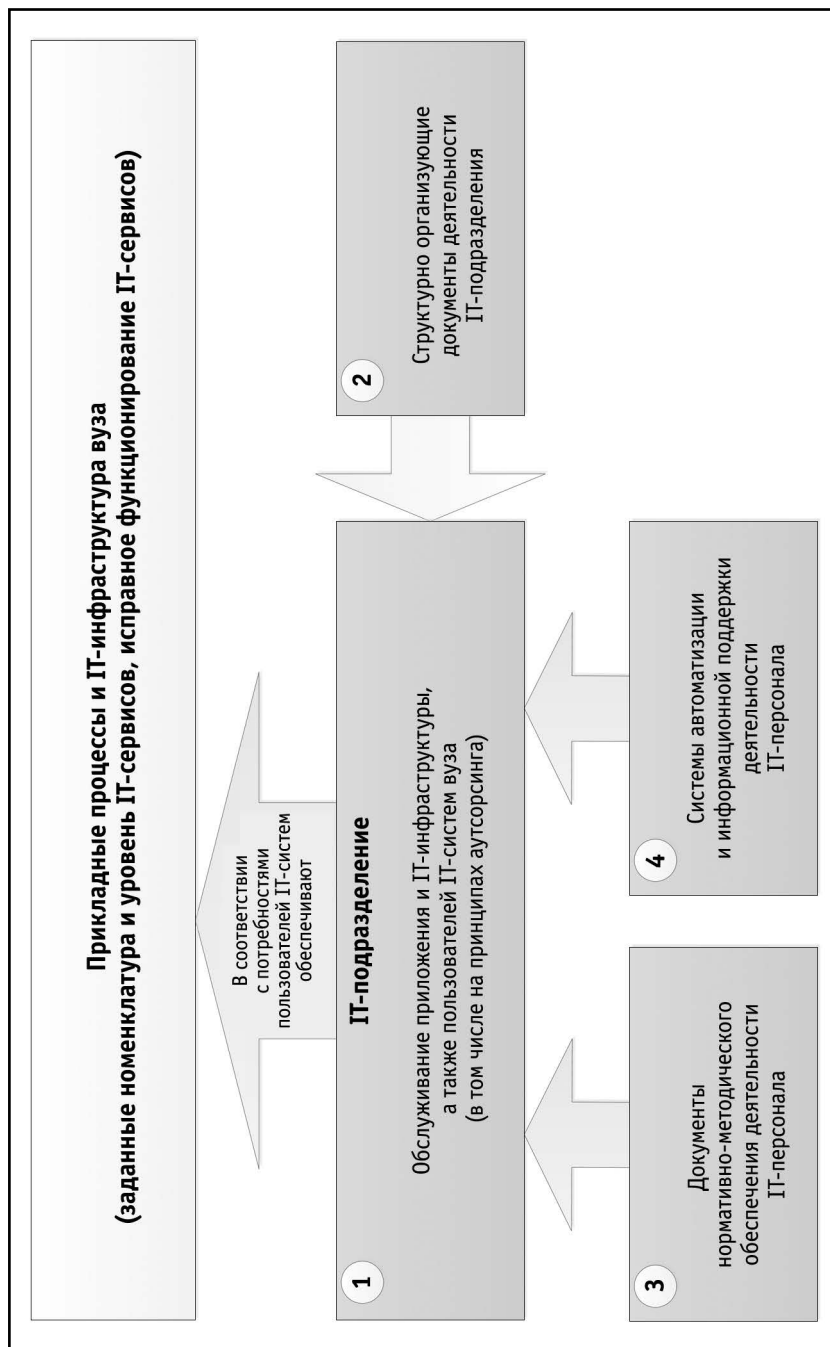 Прикладные процессы и IT-инфраструктура вуза
(заданные номенклатура и уровень IT-сервисов, исправное функционирование IT-сервисов)
В соответствии
с потребностями
пользователей IT-систем
обеспечивают
1
IT-подразделение
Обслуживание приложения и IT-инфраструктуры,
а также пользователей IT-систем вуза
(в том числе на принципах аутсорсинга)
2
Структурно организующие
документы деятельности
IT-подразделения
3
Документы
нормативно-методического
обеспечения деятельности
IT-персонала
4
Системы автоматизации
и информационной поддержки
деятельности
IT-персонала